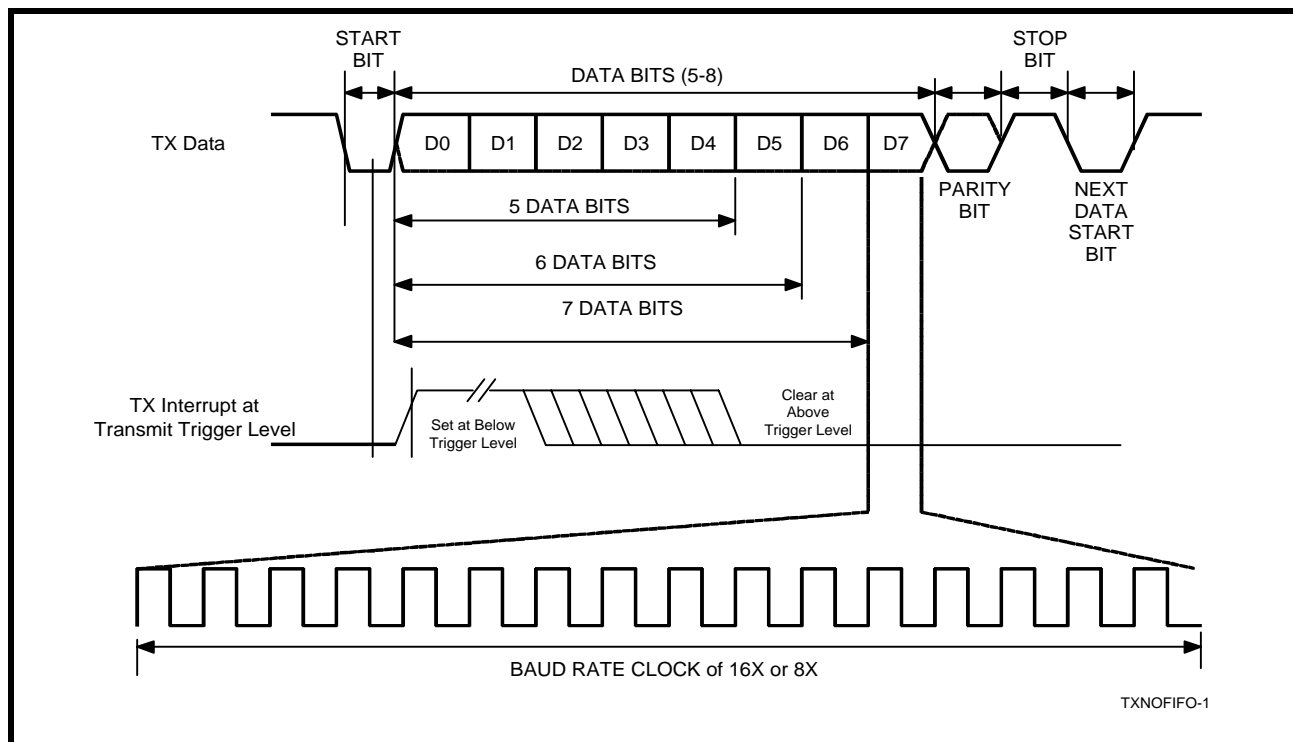 START
BIT
STOP
BIT
DATA BITS (5-8)
TX Data
D0 D1 D2 D3 D4 D5 D6 D7
PARITY
BIT
NEXT
DATA
START
BIT
5 DATA BITS
6 DATA BITS
7 DATA BITS
TX Interrupt at
Transmit Trigger Level
Set at Below
Trigger Level
Clear at
Above
Trigger Level
BAUD RATE CLOCK of 16X or 8X
TXNOFIFO-1